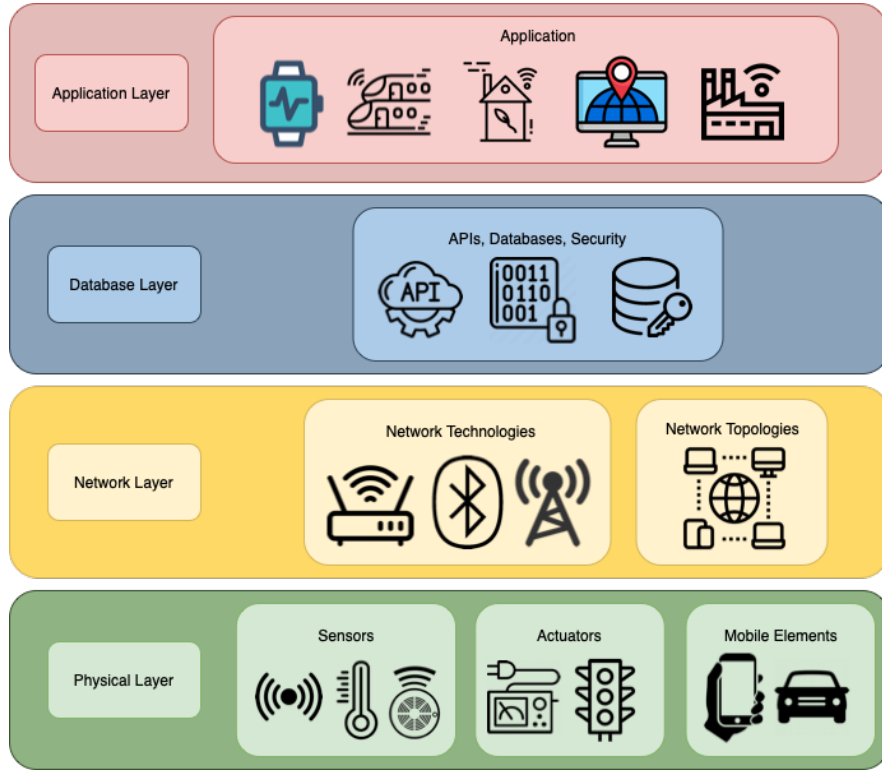 Application
Application Layer
APIs, Databases, Security
API
0011
0110
001
Database Layer
Network Technologies
Network Topologies
Network Layer
Sensors
Actuators
Mobile Elements
Physical Layer